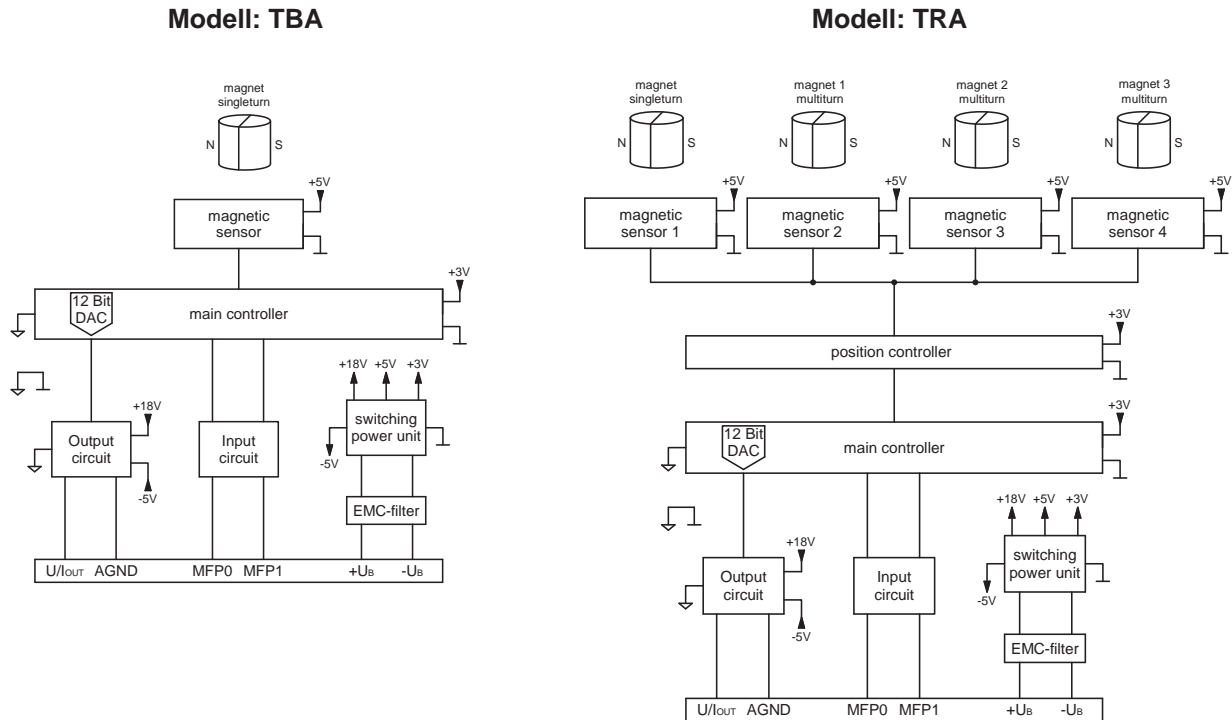 Modell: TBA
magnet
singleturn
N S
+5V
magnetic
sensor
+3V
12 Bit
DAC
main controller
+18V +5V +3V
+18V
Output
circuit
-5V
Input
circuit
switching
power unit
-5V
EMC-filter
U/IOUT AGND MFP0 MFP1 +UB -UB
Modell: TRA
magnet
singleturn
magnet 1
multiturn
magnet 2
multiturn
magnet 3
multiturn
N S N S N S N S
+5V +5V +5V +5V
magnetic
sensor 1
magnetic
sensor 2
magnetic
sensor 3
magnetic
sensor 4
+3V
position controller
+3V
12 Bit
DAC
main controller
+18V +5V +3V
+18V
Output
circuit
-5V
Input
circuit
switching
power unit
-5V
EMC-filter
U/IOUT AGND MFP0 MFP1 +UB -UB